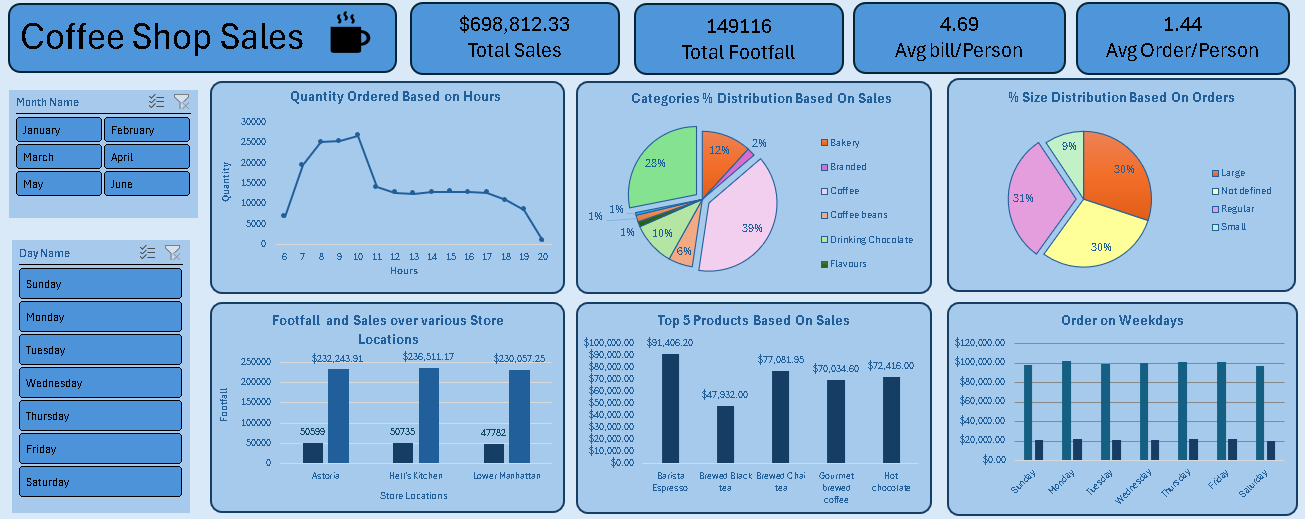 Coffee Shop Sales
$698,812.33
Total Sales
149116
Total Footfall
4.69
Avg bill/Person
1.44
Avg Order/Person
Month Name
January
February
March
April
May
June
Day Name
Sunday
Monday
Tuesday
Wednesday
Thursday
Friday
Saturday
Quantity Ordered Based on Hours
Quantity
30000
25000
20000
15000
10000
5000
0
6 7 8 9 10 11 12 13 14 15 16 17 18 19 20
Hours
Categories % Distribution Based On Sales
12%
2%
39%
6%
10%
1%
1%
1%
28%
Bakery
Branded
Coffee
Coffee beans
Drinking Chocolate
Flavours
% Size Distribution Based On Orders
30%
30%
31%
9%
Large
Not defined
Regular
Small
Footfall and Sales over various Store
Locations
Footfall
250000
200000
150000
100000
50000
0
$232,243.91
$236,511.17
$230,057.25
50599
50735
47782
Astoria
Hell's Kitchen
Lower Manhattan
Store Locations
Top 5 Products Based On Sales
$100,000.00
$90,000.00
$80,000.00
$70,000.00
$60,000.00
$50,000.00
$40,000.00
$30,000.00
$20,000.00
$10,000.00
$0.00
$91,406.20
$47,932.00
$77,081.95
$70,034.60
$72,416.00
Barista
Espresso
Brewed Black
tea
Brewed Chai
tea
Gourmet
brewed
coffee
Hot
chocolate
Order on Weekdays
$120,000.00
$100,000.00
$80,000.00
$60,000.00
$40,000.00
$20,000.00
$0.00
Sunday
Monday
Tuesday
Wednesday
Thursday
Friday
Saturday